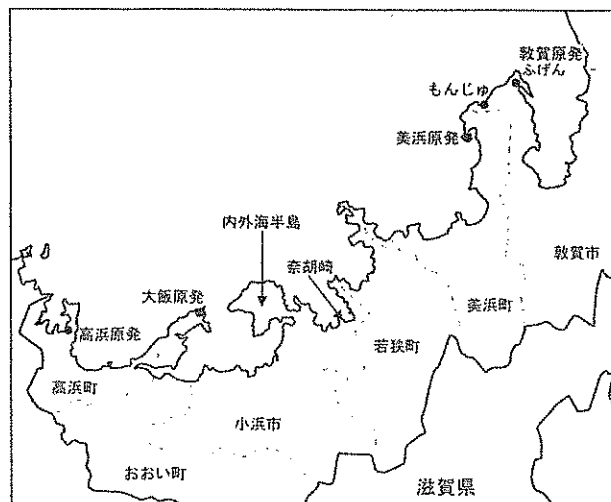 敦賀原発
ふげん
もんじゅ
美浜原発
内外海半島
奈胡崎
敦賀市
大飯原発
美浜町
高浜原発
若狭町
高浜町
小浜市
おおい町
滋賀県